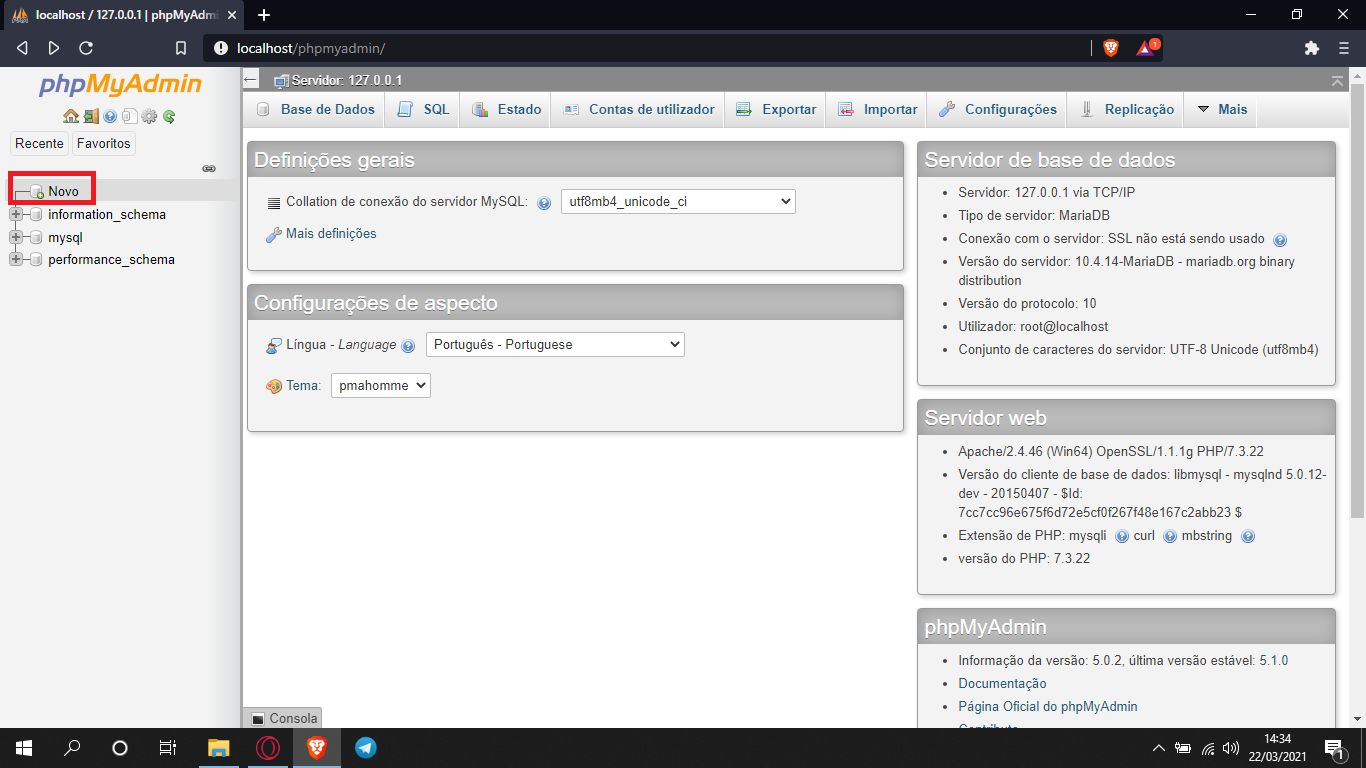 localhost / 127.0.0.1 | phpMyAdmi
localhost/phpmyadmin/
1
phpMyAdmin
Recente
Favoritos
Novo
information_schema
mysql
performance_schema
Servidor: 127.0.0.1
Base de Dados
SQL
Estado
Contas de utilizador
Exportar
Importar
Configurações
Replicação
Mais
Definições gerais
Collation de conexão do servidor MySQL:
utf8mb4_unicode_ci
Mais definições
Configurações de aspecto
Língua - Language
Português - Portuguese
Tema:
pmahomme
Servidor de base de dados
Servidor: 127.0.0.1 via TCP/IP
Tipo de servidor: MariaDB
Conexão com o servidor: SSL não está sendo usado
Versão do servidor: 10.4.14-MariaDB - mariadb.org binary
distribution
Versão do protocolo: 10
Utilizador: root@localhost
Conjunto de caracteres do servidor: UTF-8 Unicode (utf8mb4)
Servidor web
Apache/2.4.46 (Win64) OpenSSL/1.1.1g PHP/7.3.22
Versão do cliente de base de dados: libmysql - mysqlnd 5.0.12-
dev - 20150407 - $Id:
7cc7cc96e675f6d72e5cf0f267f48e167c2abb23 $
Extensão de PHP: mysqli curl mbstring
versão do PHP: 7.3.22
phpMyAdmin
Informação da versão: 5.0.2, última versão estável: 5.1.0
Documentação
Página Oficial do phpMyAdmin
Consola
14:34
22/03/2021
1